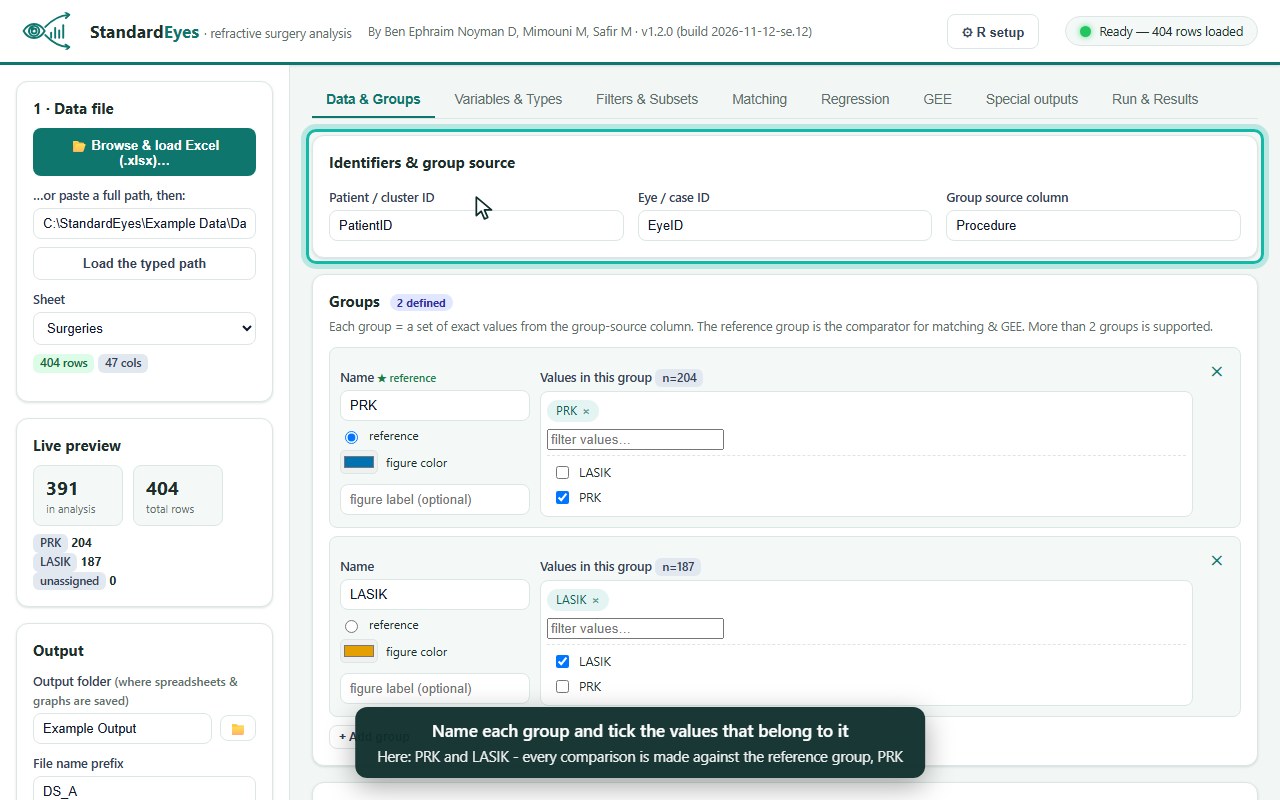 StandardEyes · refractive surgery analysis By Ben Ephraim Noyman D, Mimouni M, Safir M · v1.2.0 (build 2026-11-12-se.12)
⚙ R setup
Ready — 404 rows loaded
1 · Data file
📂 Browse & load Excel
(.xlsx)...
...or paste a full path, then:
C:\StandardEyes\Example Data\Da
Load the typed path
Sheet
Surgeries
404 rows 47 cols
Live preview
391
in analysis
404
total rows
PRK 204
LASIK 187
unassigned 0
Output
Output folder (where spreadsheets &
graphs are saved)
Example Output
File name prefix
DS_A
Data & Groups Variables & Types Filters & Subsets Matching Regression GEE Special outputs Run & Results
Identifiers & group source
Patient / cluster ID Eye / case ID Group source column
PatientID EyeID Procedure
Groups 2 defined
Each group = a set of exact values from the group-source column. The reference group is the comparator for matching & GEE. More than 2 groups is supported.
Name ★ reference
PRK
reference
figure color
figure label (optional)
Values in this group n=204
PRK ×
filter values...
LASIK
PRK
Name
LASIK
reference
figure color
figure label (optional)
Values in this group n=187
LASIK ×
filter values...
LASIK
PRK
+ Add group
Name each group and tick the values that belong to it
Here: PRK and LASIK - every comparison is made against the reference group, PRK